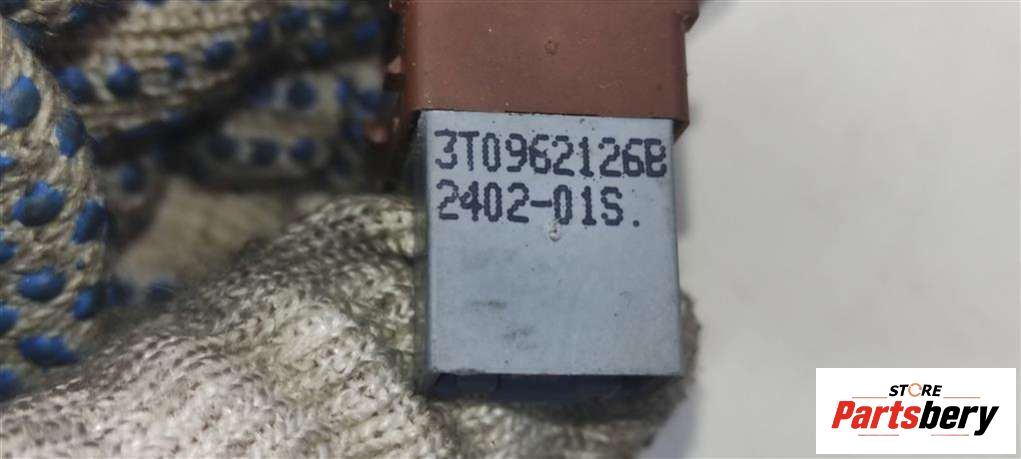 3T0962126B
2402-01S.
STORE
Partsbery